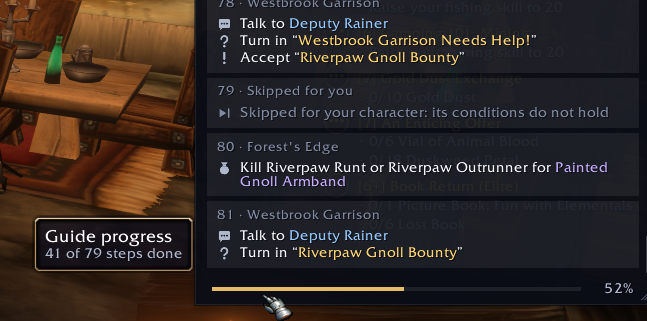 78 · Westbrook Garrison
Talk to Deputy Rainer
Turn in “Westbrook Garrison Needs Help!”
Accept “Riverpaw Gnoll Bounty”
79 · Skipped for you
Skipped for your character: its conditions do not hold
80 · Forest's Edge
Kill Riverpaw Runt or Riverpaw Outrunner for Painted
Gnoll Armband
81 · Westbrook Garrison
Talk to Deputy Rainer
Turn in “Riverpaw Gnoll Bounty”
Guide progress
41 of 79 steps done
52%